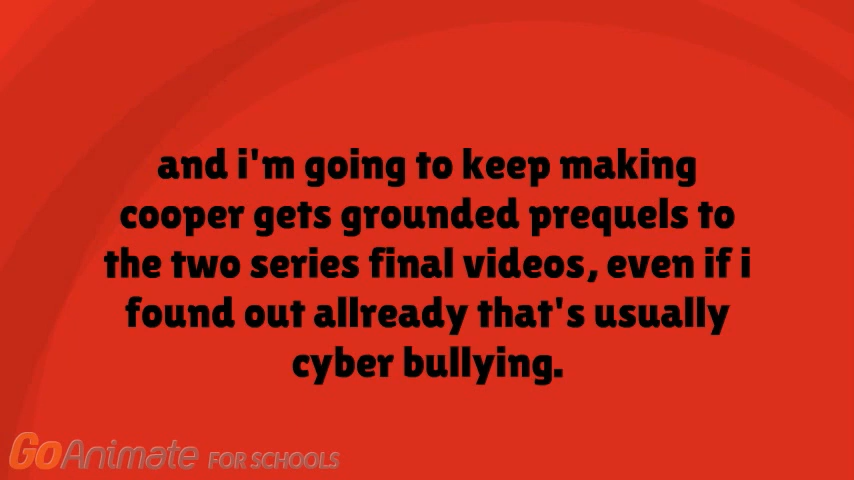 and i'm going to keep making
cooper gets grounded prequels to
the two series final videos, even if i
found out allready that's usually
cyber bullying.
GoAnimate FOR SCHOOLS